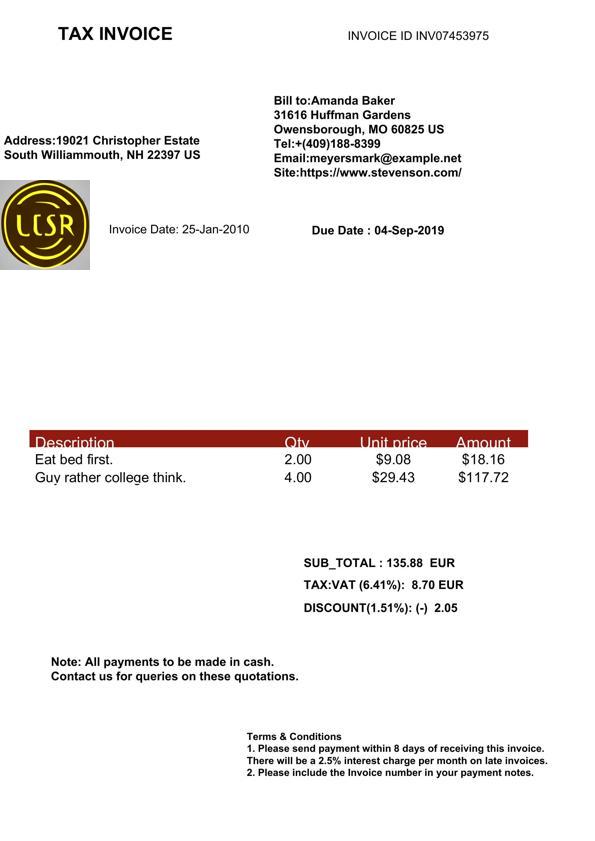 TAX INVOICE
INVOICE ID INV07453975
Bill to:Amanda Baker
31616 Huffman Gardens
Owensborough, MO 60825 US
Tel:+(409)188-8399
Email:meyersmark@example.net
Site:https://www.stevenson.com/
Address:19021 Christopher Estate
South Williammouth, NH 22397 US
Invoice Date: 25-Jan-2010
Due Date : 04-Sep-2019
Description Qty Unit price Amount
Eat bed first. 2.00 $9.08 $18.16
Guy rather college think. 4.00 $29.43 $117.72
SUB_TOTAL : 135.88 EUR
TAX:VAT (6.41%): 8.70 EUR
DISCOUNT(1.51%): (-) 2.05
Note: All payments to be made in cash.
Contact us for queries on these quotations.
Terms & Conditions
1. Please send payment within 8 days of receiving this invoice.
There will be a 2.5% interest charge per month on late invoices.
2. Please include the Invoice number in your payment notes.